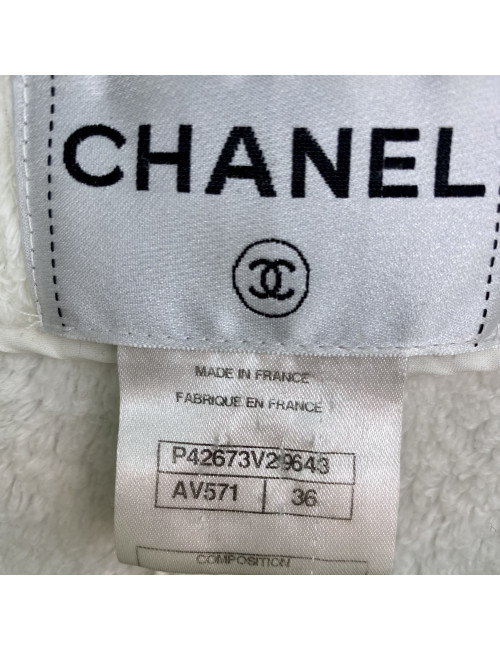 CHANEL
MADE IN FRANCE
FABRIQUE EN FRANCE
P42673V29643
AV571 36
COMPOSITION